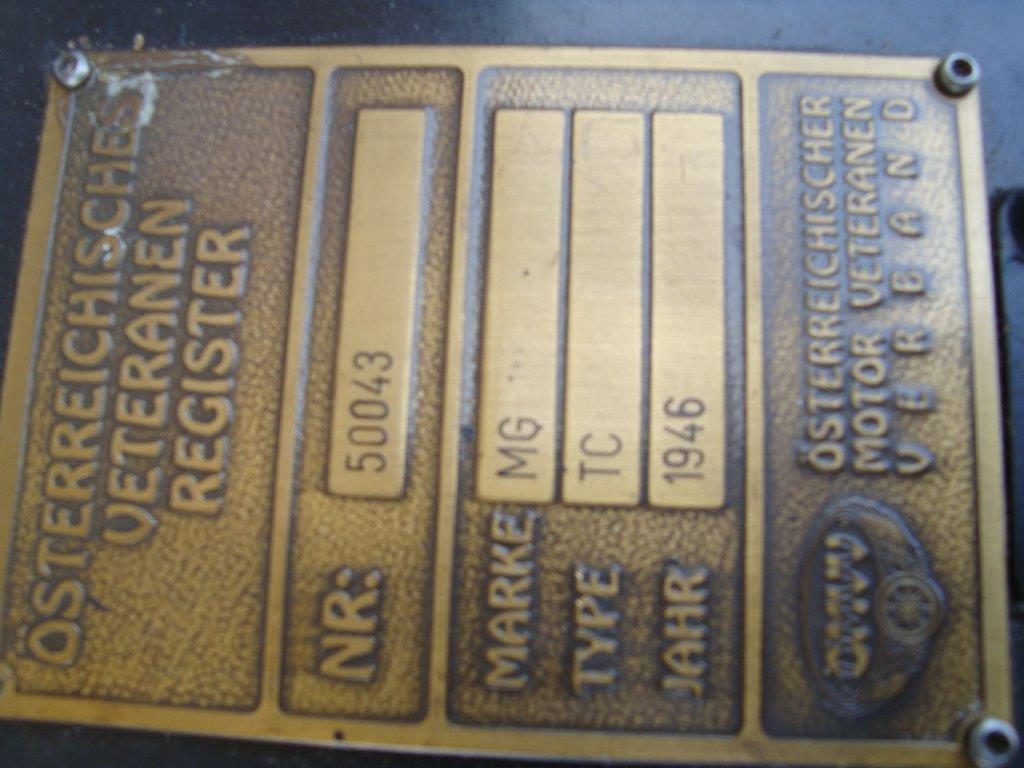 ÖSTERREICHISCHES
VETERANEN
REGISTER
NR: 50043
MARKE MG
TYPE TC
JAHR 1946
ÖMVV
ÖSTERREICHISCHER
MOTOR VETERANEN
VERBAND